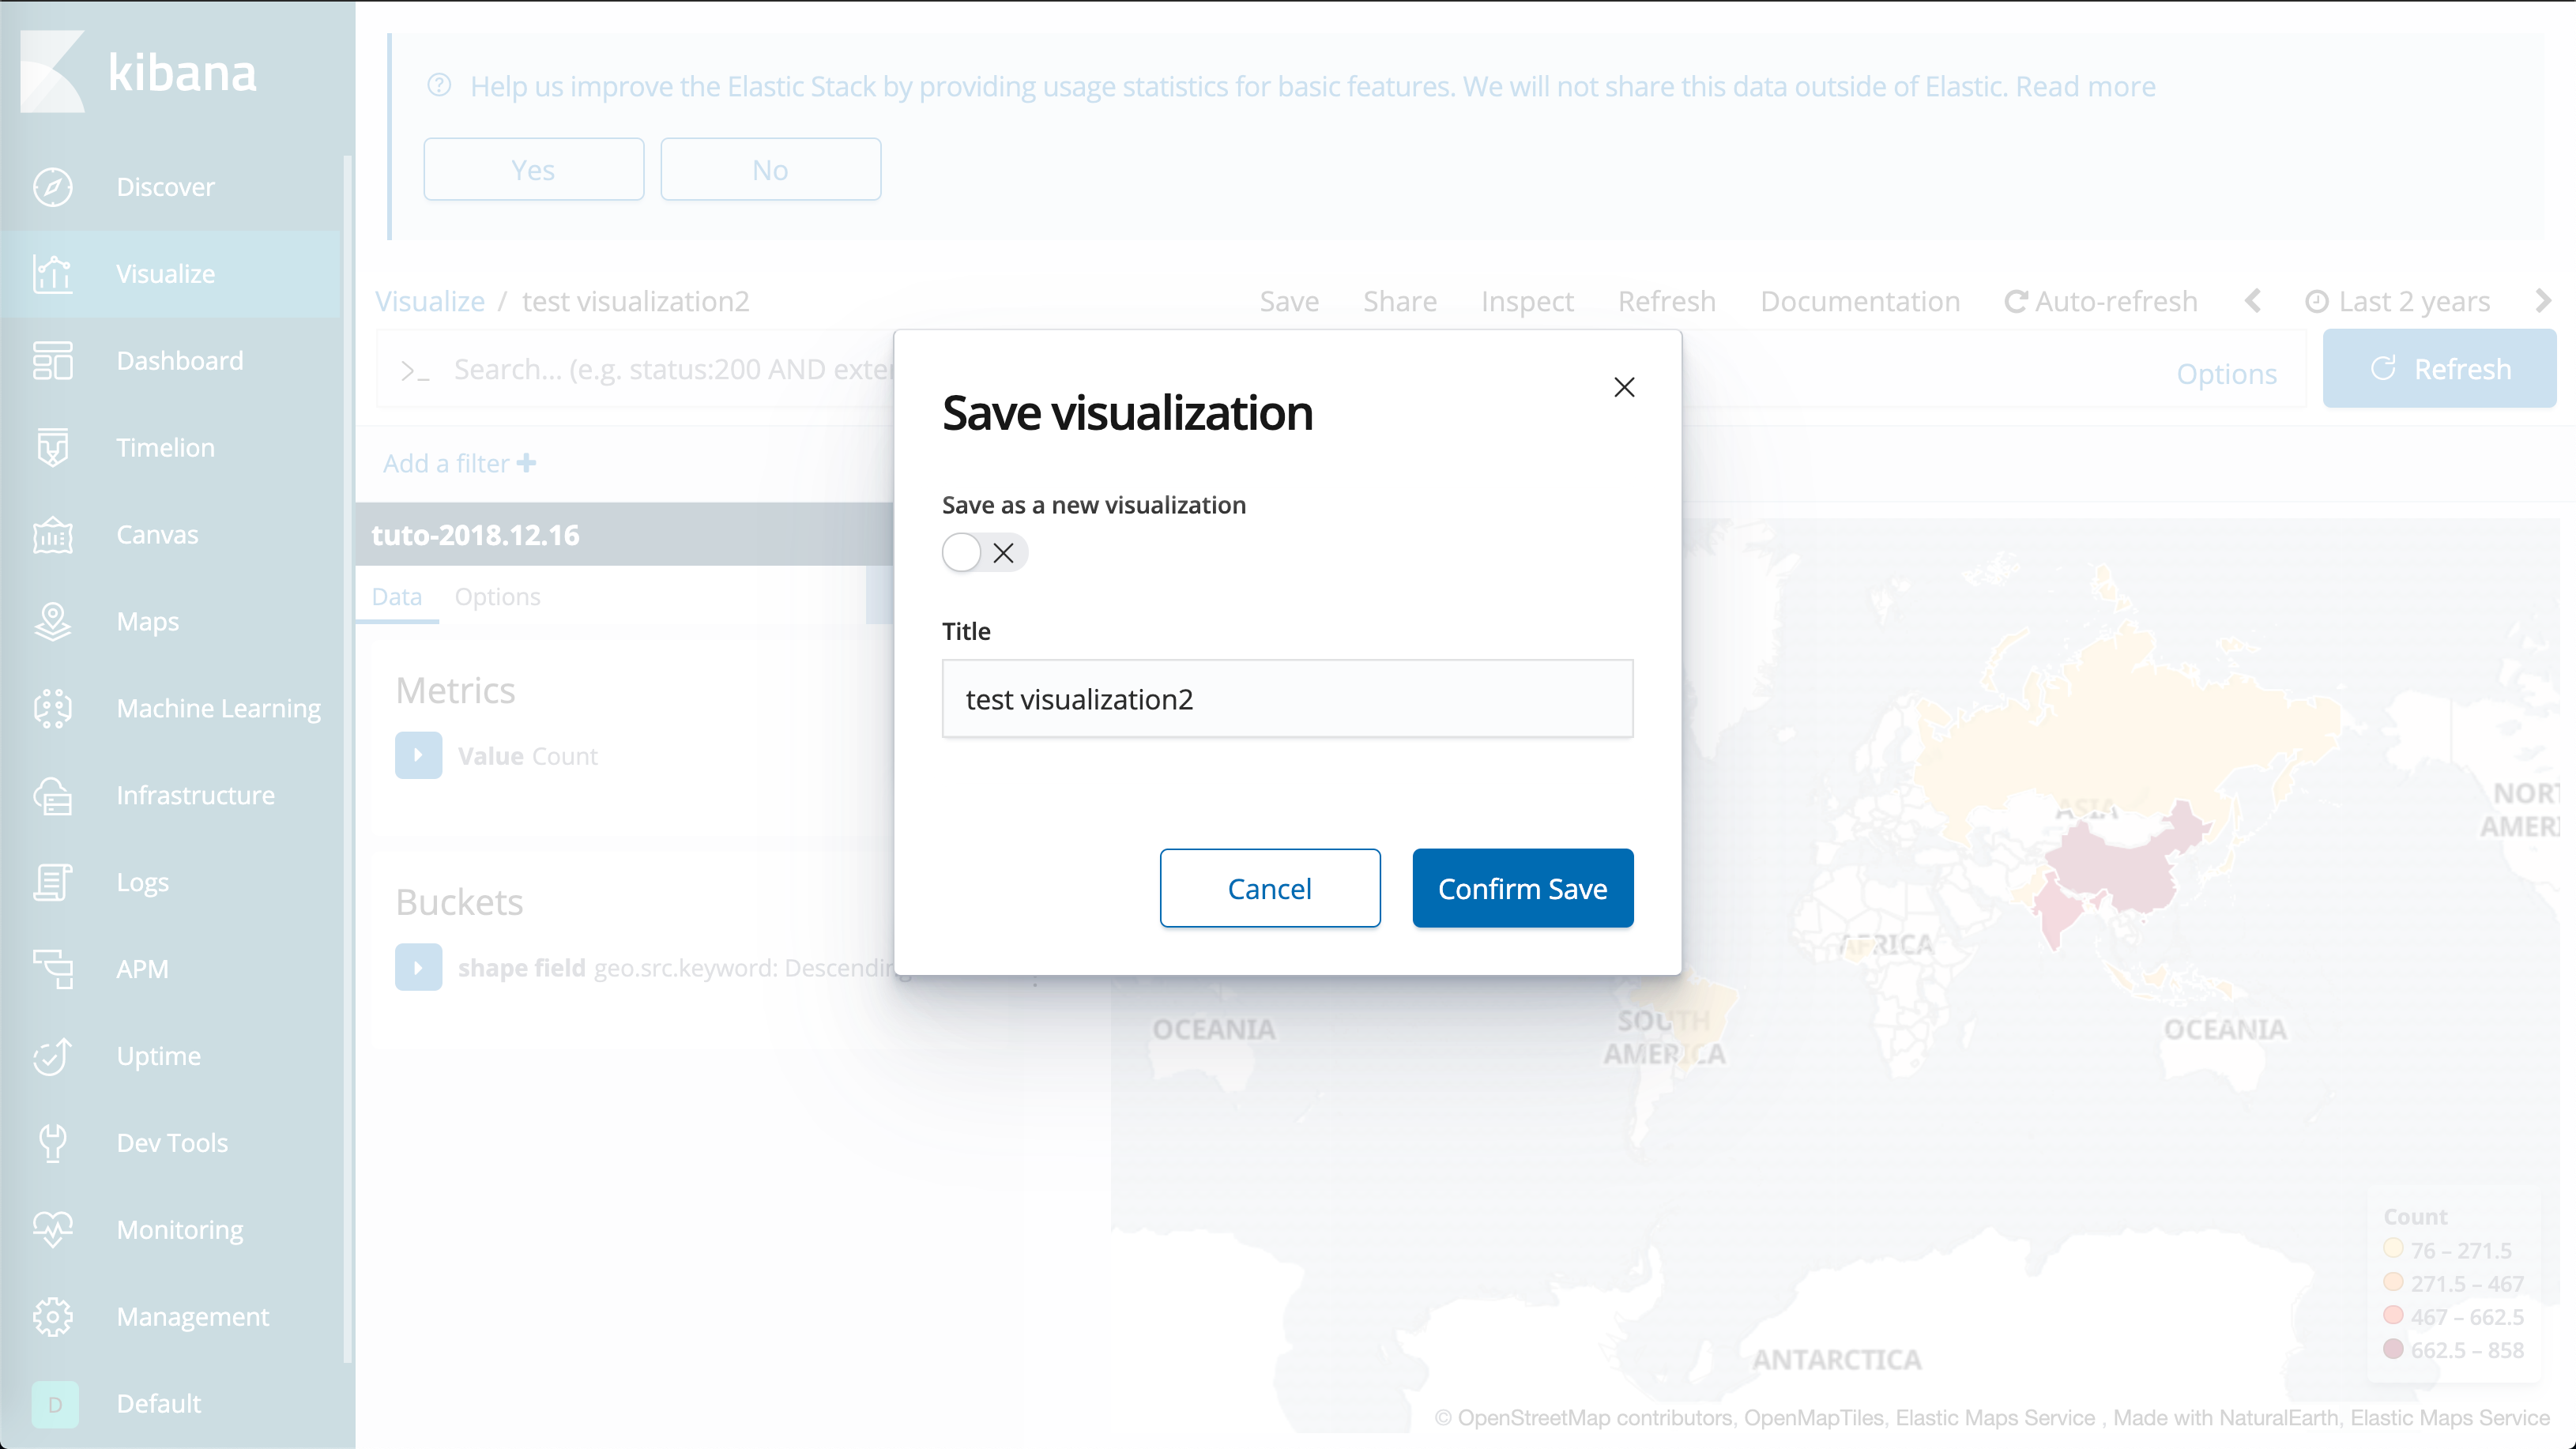 kibana
Discover
Visualize
Dashboard
Timelion
Canvas
Maps
Machine Learning
Infrastructure
Logs
APM
Uptime
Dev Tools
Monitoring
Management
D Default
Help us improve the Elastic Stack by providing usage statistics for basic features. We will not share this data outside of Elastic. Read more
Yes No
Visualize / test visualization2
Save Share Inspect Refresh Documentation Auto-refresh Last 2 years
>_ Search... (e.g. status:200 AND exten
Options
Refresh
Add a filter
tuto-2018.12.16
Data Options
Metrics
Value Count
Buckets
shape field geo.src.keyword: Descending
Save visualization
Save as a new visualization
Title
test visualization2
Cancel Confirm Save
ASIA
NORT
AMERI
AFRICA
OCEANIA
SOUTH
AMERICA
OCEANIA
ANTARCTICA
Count
76 – 271.5
271.5 – 467
467 – 662.5
662.5 – 858
© OpenStreetMap contributors, OpenMapTiles, Elastic Maps Service , Made with NaturalEarth, Elastic Maps Service